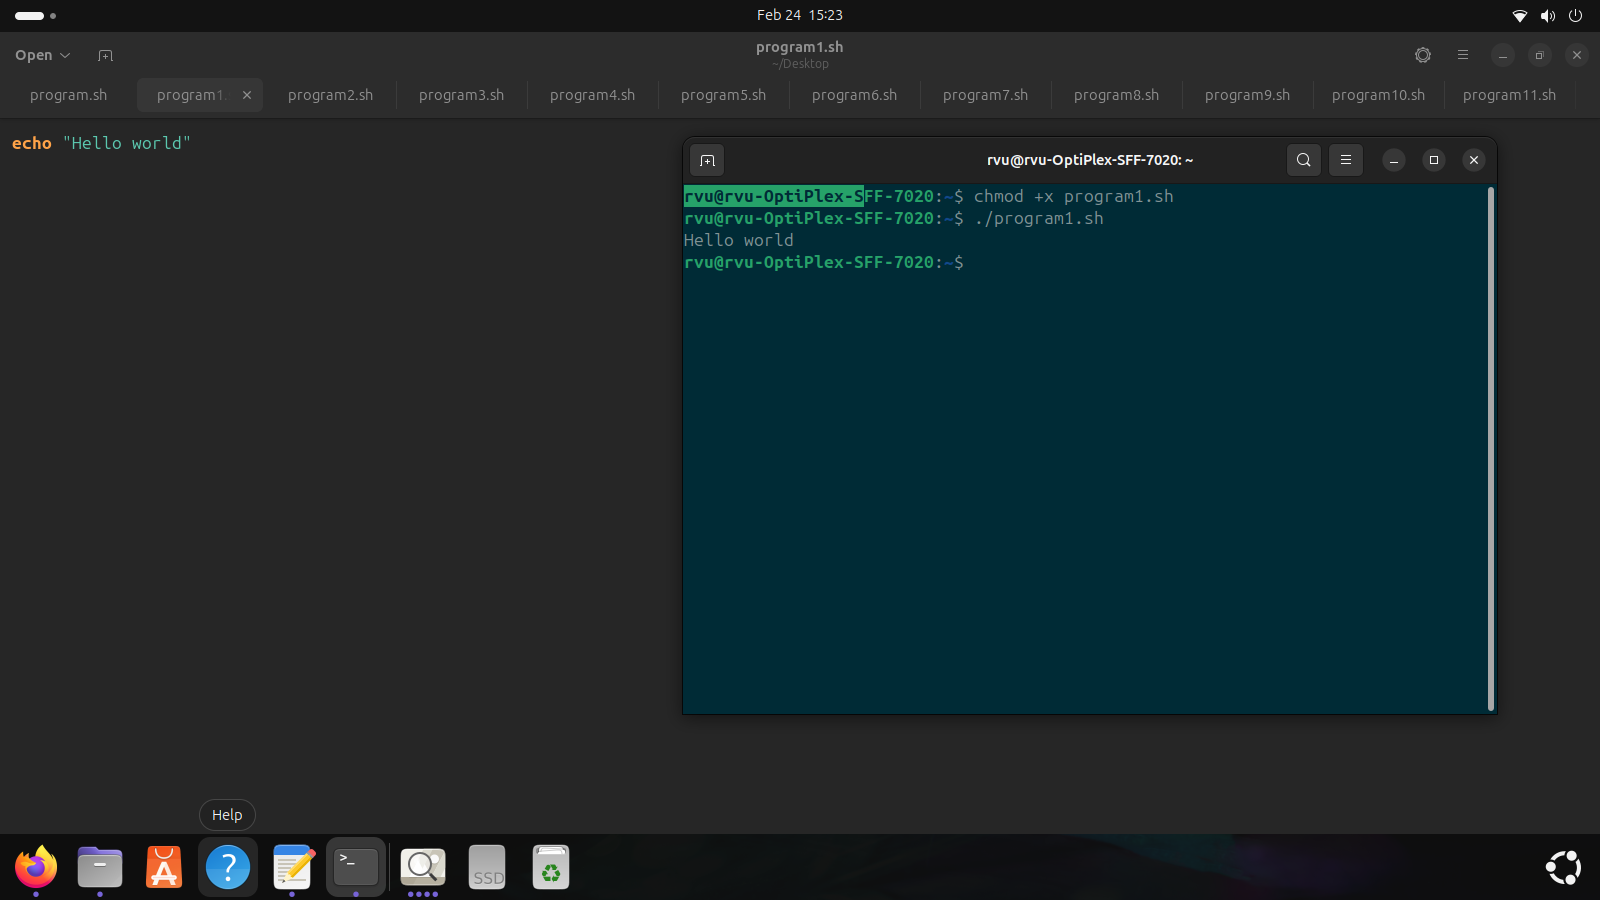 Feb 24 15:23
Open
program1.sh
~/Desktop
program.sh
program1.
program2.sh
program3.sh
program4.sh
program5.sh
program6.sh
program7.sh
program8.sh
program9.sh
program10.sh
program11.sh
echo "Hello world"
rvu@rvu-OptiPlex-SFF-7020: ~
rvu@rvu-OptiPlex-SFF-7020:~$ chmod +x program1.sh
rvu@rvu-OptiPlex-SFF-7020:~$ ./program1.sh
Hello world
rvu@rvu-OptiPlex-SFF-7020:~$
Help
>_
SSD